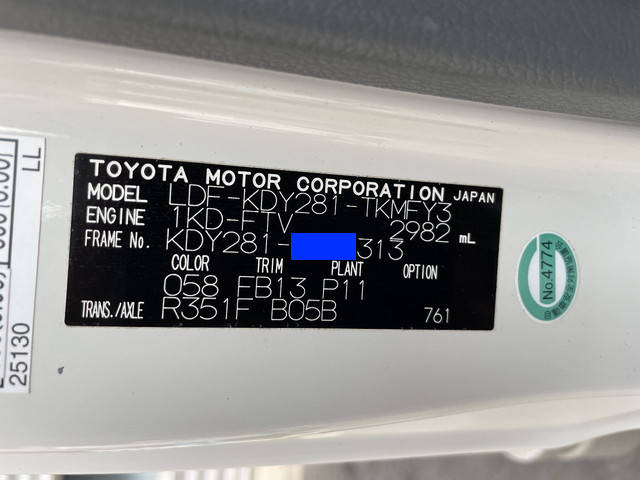 TOYOTA MOTOR CORPORATION JAPAN
MODEL LDF-KDY281-TKMFY3
ENGINE 1KD-FTV 2982 mL
FRAME No. KDY281- 313
COLOR TRIM PLANT OPTION
058 FB13 P11
TRANS./AXLE R351F B05B 761
No.4774
LL
25130